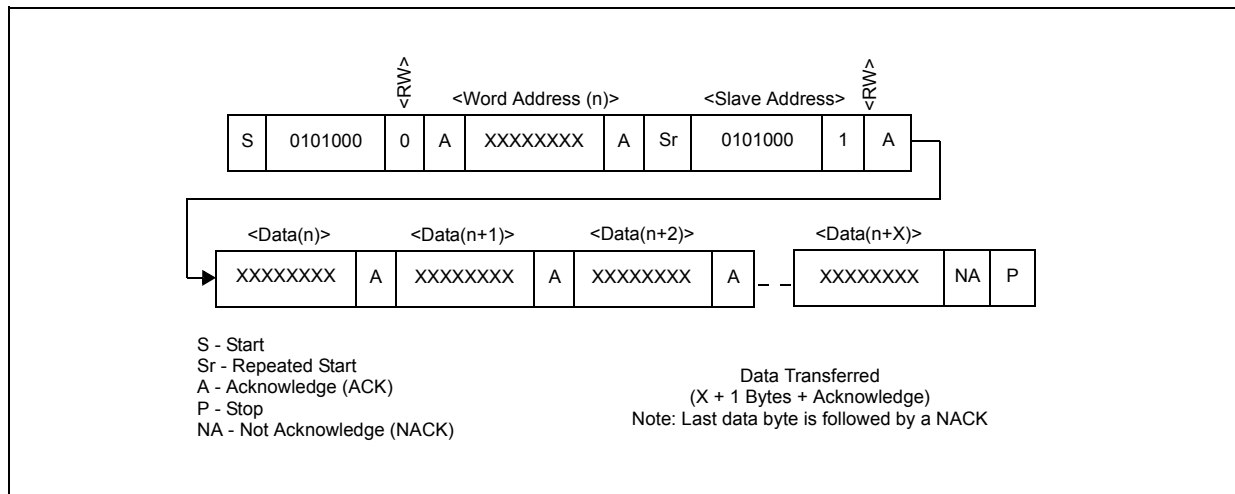 <RW> <Word Address (n)> <Slave Address> <RW>
S 0101000 0 A XXXXXXXX A Sr 0101000 1 A
<Data(n)> <Data(n+1)> <Data(n+2)> <Data(n+X)>
XXXXXXXX A XXXXXXXX A XXXXXXXX A XXXXXXXX NA P
S - Start
Sr - Repeated Start
A - Acknowledge (ACK)
P - Stop
NA - Not Acknowledge (NACK)
Data Transferred
(X + 1 Bytes + Acknowledge)
Note: Last data byte is followed by a NACK